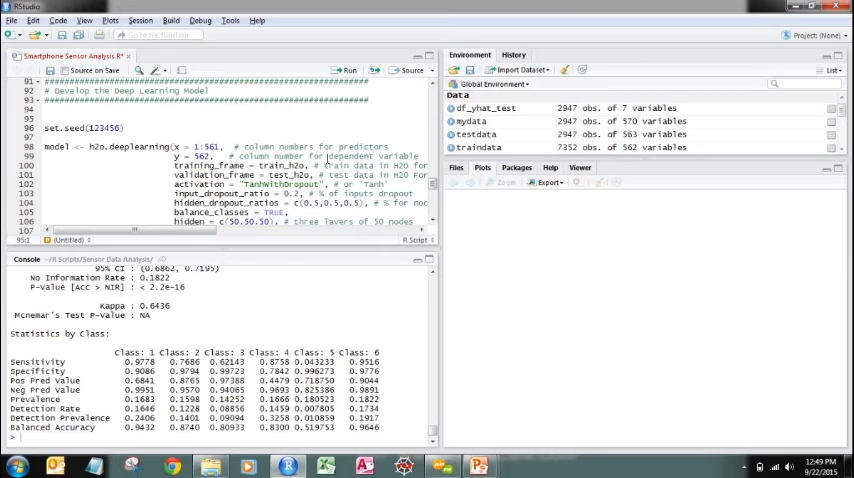 RStudio
File Edit Code View Plots Session Build Debug Tools Help
Go to file/function
Project: (None)
Smartphone Sensor Analysis.R*
Source on Save
Run
Source
91 ##################################################################
92 # Develop the Deep Learning Model
93 ##################################################################
94
95
96 set.seed(123456)
97
98 model <- h2o.deeplearning(x = 1:561, # column numbers for predictors
99 y = 562, # column number for dependent variable
100 training_frame = train_h2o, # train data in H2O For
101 validation_frame = test_h2o, # test data in H2O For
102 activation = "TanhWithDropout", # or 'Tanh'
103 input_dropout_ratio = 0.2, # % of inputs dropout
104 hidden_dropout_ratios = c(0.5,0.5,0.5), # % for nod
105 balance_classes = TRUE,
106 hidden = c(50,50,50), # three layers of 50 nodes
107
95:1 (Untitled) R Script
Console ~/R Scripts/Sensor Data Analysis/
95% CI : (0.6862, 0.7195)
No Information Rate : 0.1822
P-Value [Acc > NIR] : < 2.2e-16
Kappa : 0.6436
Mcnemar's Test P-Value : NA
Statistics by Class:
Class: 1 Class: 2 Class: 3 Class: 4 Class: 5 Class: 6
Sensitivity 0.9778 0.7686 0.62143 0.8758 0.043233 0.9516
Specificity 0.9086 0.9794 0.99723 0.7842 0.996273 0.9776
Pos Pred Value 0.6841 0.8765 0.97388 0.4479 0.718750 0.9044
Neg Pred Value 0.9951 0.9570 0.94065 0.9693 0.825386 0.9891
Prevalence 0.1683 0.1598 0.14252 0.1666 0.180523 0.1822
Detection Rate 0.1646 0.1228 0.08856 0.1459 0.007805 0.1734
Detection Prevalence 0.2406 0.1401 0.09094 0.3258 0.010859 0.1917
Balanced Accuracy 0.9432 0.8740 0.80933 0.8300 0.519753 0.9646
>
Environment History
Import Dataset
List
Global Environment
Data
df_yhat_test 2947 obs. of 7 variables
mydata 2947 obs. of 570 variables
testdata 2947 obs. of 563 variables
traindata 7352 obs. of 562 variables
Files Plots Packages Help Viewer
Zoom Export
12:49 PM
9/22/2015